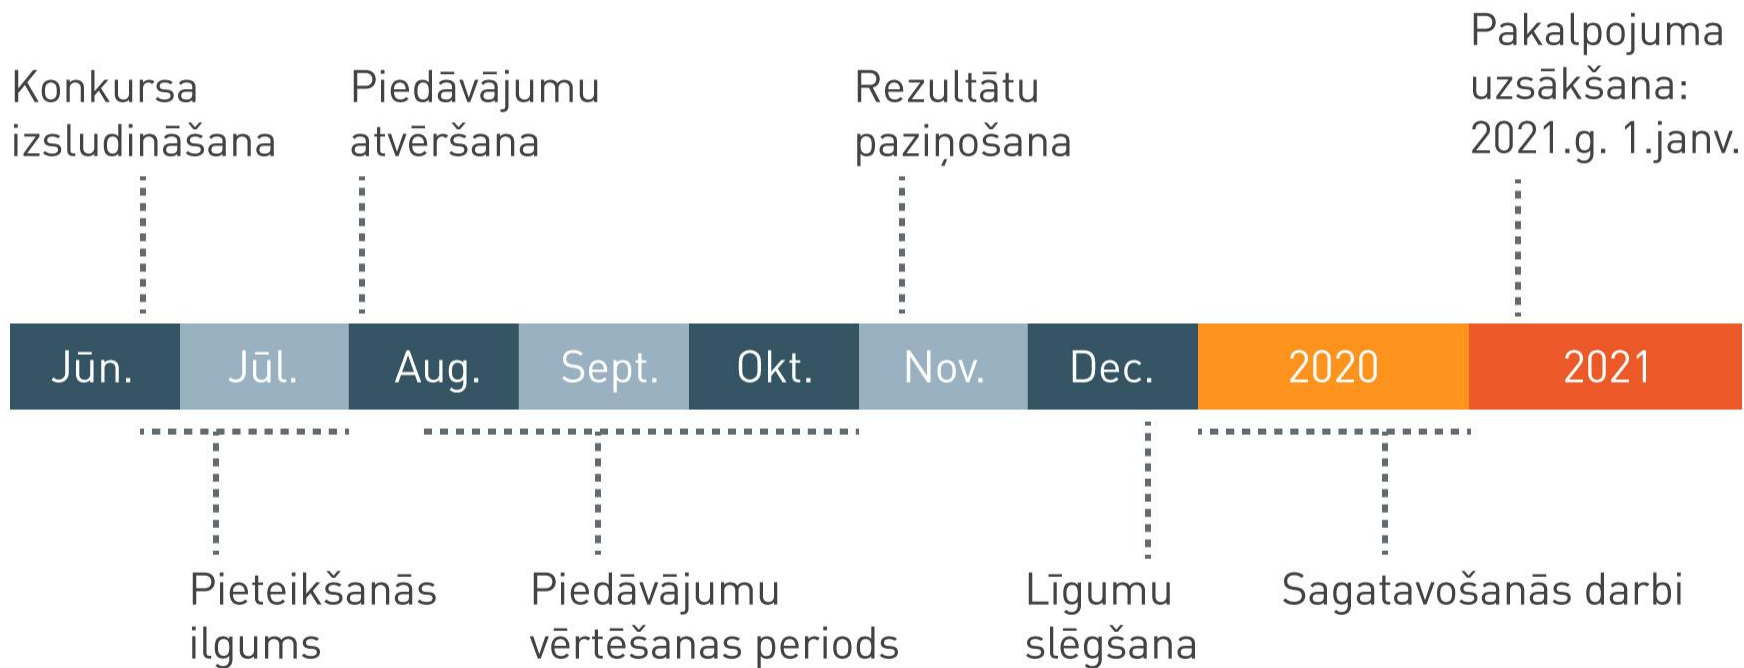 Konkursa
izsludināšana
Piedāvājumu
atvēršana
Rezultātu
paziņošana
Pakalpojuma
uzsākšana:
2021.g. 1.janv.
Jūn. Jūl. Aug. Sept. Okt. Nov. Dec. 2020 2021
Pieteikšanās
ilgums
Piedāvājumu
vērtēšanas periods
Līgumu
slēgšana
Sagatavošanās darbi